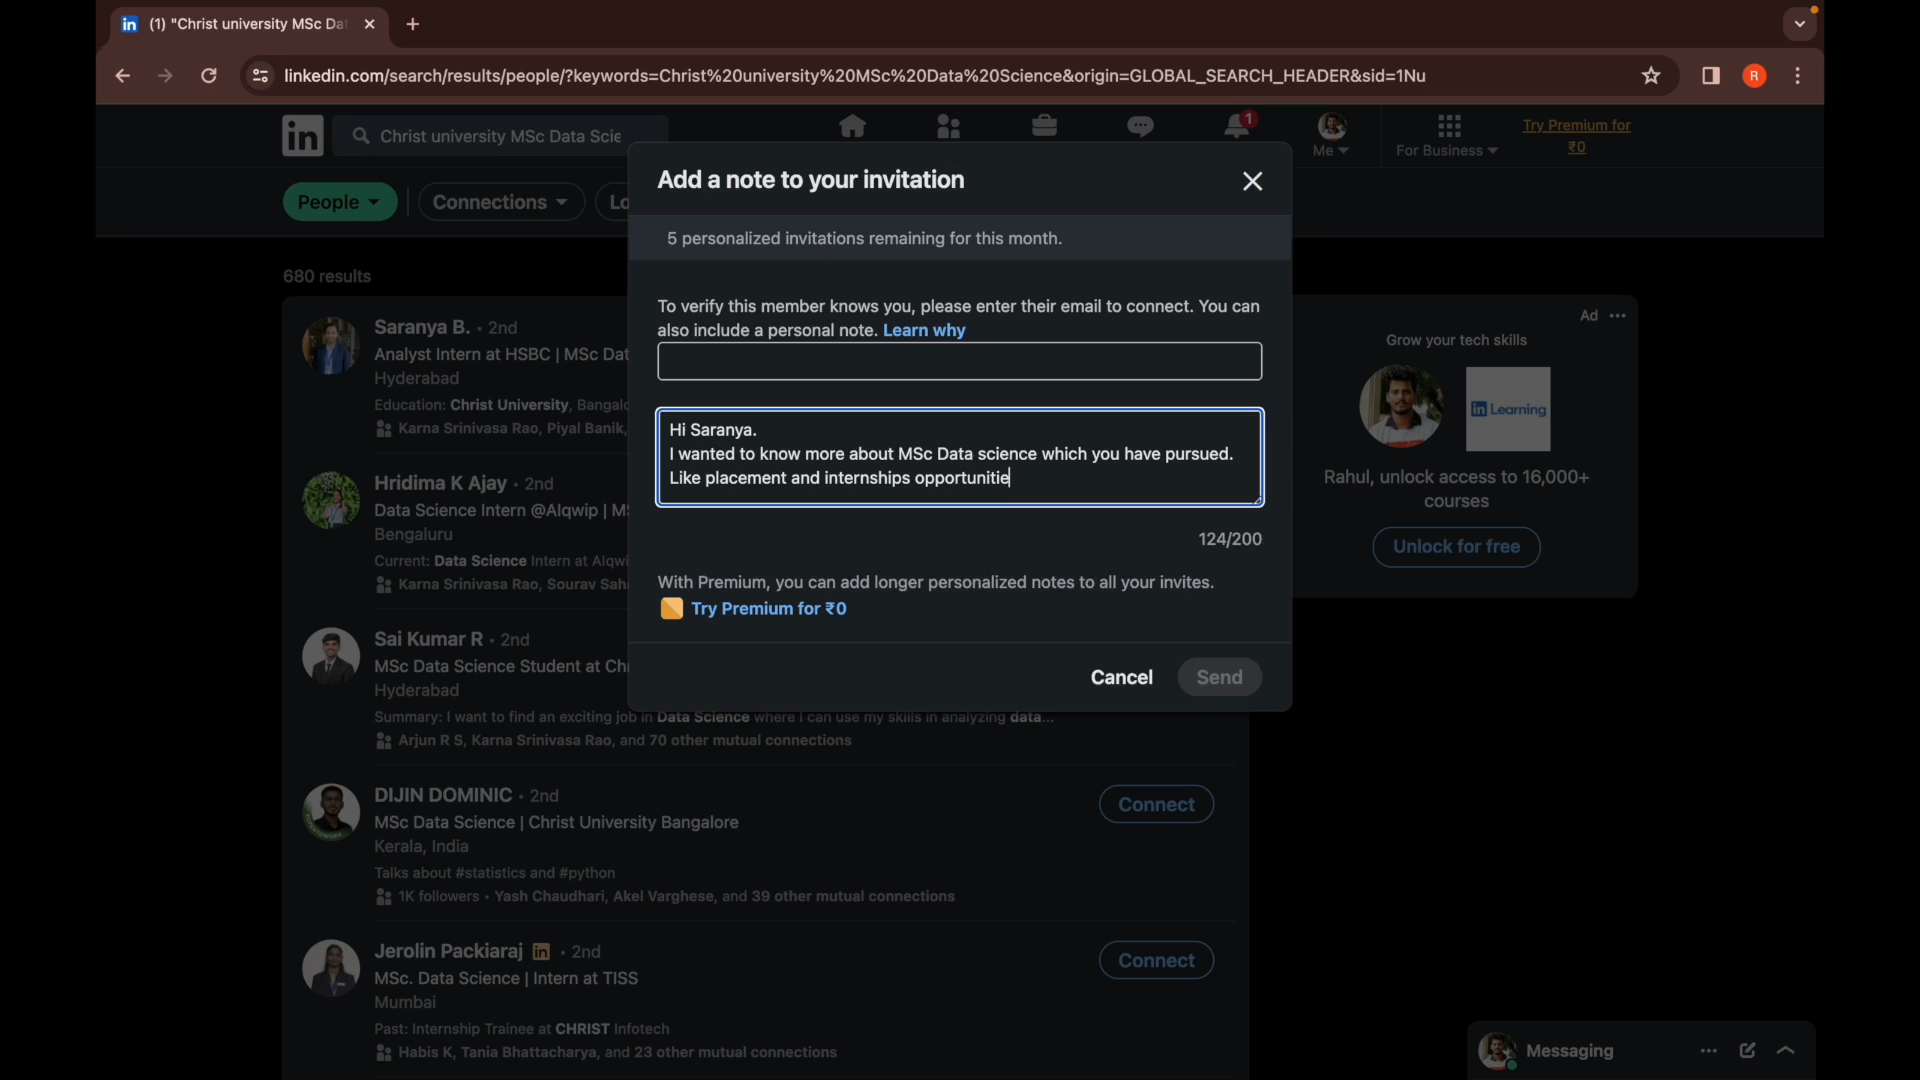 (1) "Christ university MSc Dat
linkedin.com/search/results/people/?keywords=Christ%20university%20MSc%20Data%20Science&origin=GLOBAL_SEARCH_HEADER&sid=1Nu
R
in
Christ university MSc Data Scie
1
Me
For Business
Try Premium for
₹0
People
Connections
Lo
Add a note to your invitation
5 personalized invitations remaining for this month.
To verify this member knows you, please enter their email to connect. You can
also include a personal note. Learn why
Hi Saranya.
I wanted to know more about MSc Data science which you have pursued.
Like placement and internships opportunitie
124/200
With Premium, you can add longer personalized notes to all your invites.
Try Premium for ₹0
Cancel
Send
680 results
Saranya B. • 2nd
Analyst Intern at HSBC | MSc Dat
Hyderabad
Education: Christ University, Bangalo
Karna Srinivasa Rao, Piyal Banik,
Hridima K Ajay • 2nd
Data Science Intern @Alqwip | MS
Bengaluru
Current: Data Science Intern at Alqwi
Karna Srinivasa Rao, Sourav Saha
Sai Kumar R • 2nd
MSc Data Science Student at Chr
Hyderabad
Summary: I want to find an exciting job in Data Science where I can use my skills in analyzing data...
Arjun R S, Karna Srinivasa Rao, and 70 other mutual connections
DIJIN DOMINIC • 2nd
MSc Data Science | Christ University Bangalore
Kerala, India
Talks about #statistics and #python
1K followers • Yash Chaudhari, Akel Varghese, and 39 other mutual connections
Connect
Jerolin Packiaraj in • 2nd
MSc. Data Science | Intern at TISS
Mumbai
Past: Internship Trainee at CHRIST Infotech
Habis K, Tania Bhattacharya, and 23 other mutual connections
Connect
Ad
Grow your tech skills
in Learning
Rahul, unlock access to 16,000+
courses
Unlock for free
Messaging